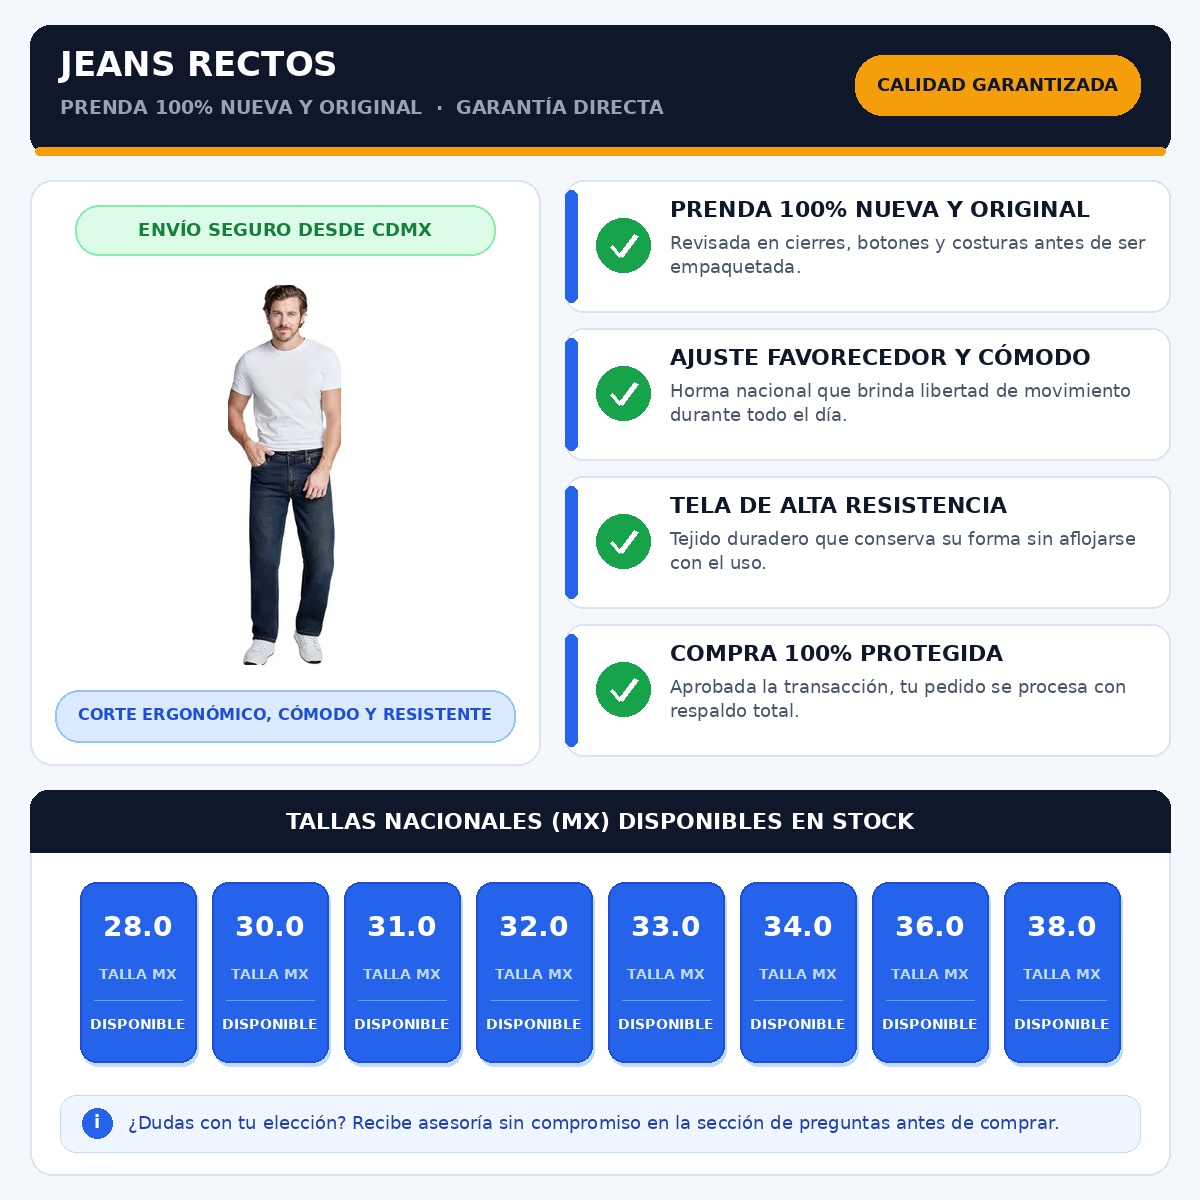 JEANS RECTOS
PRENDA 100% NUEVA Y ORIGINAL · GARANTÍA DIRECTA
CALIDAD GARANTIZADA
ENVÍO SEGURO DESDE CDMX
CORTE ERGONÓMICO, CÓMODO Y RESISTENTE
PRENDA 100% NUEVA Y ORIGINAL
Revisada en cierres, botones y costuras antes de ser
empaquetada.
AJUSTE FAVORECEDOR Y CÓMODO
Horma nacional que brinda libertad de movimiento
durante todo el día.
TELA DE ALTA RESISTENCIA
Tejido duradero que conserva su forma sin aflojarse
con el uso.
COMPRA 100% PROTEGIDA
Aprobada la transacción, tu pedido se procesa con
respaldo total.
TALLAS NACIONALES (MX) DISPONIBLES EN STOCK
28.0 30.0 31.0 32.0 33.0 34.0 36.0 38.0
TALLA MX TALLA MX TALLA MX TALLA MX TALLA MX TALLA MX TALLA MX TALLA MX
DISPONIBLE DISPONIBLE DISPONIBLE DISPONIBLE DISPONIBLE DISPONIBLE DISPONIBLE DISPONIBLE
i ¿Dudas con tu elección? Recibe asesoría sin compromiso en la sección de preguntas antes de comprar.